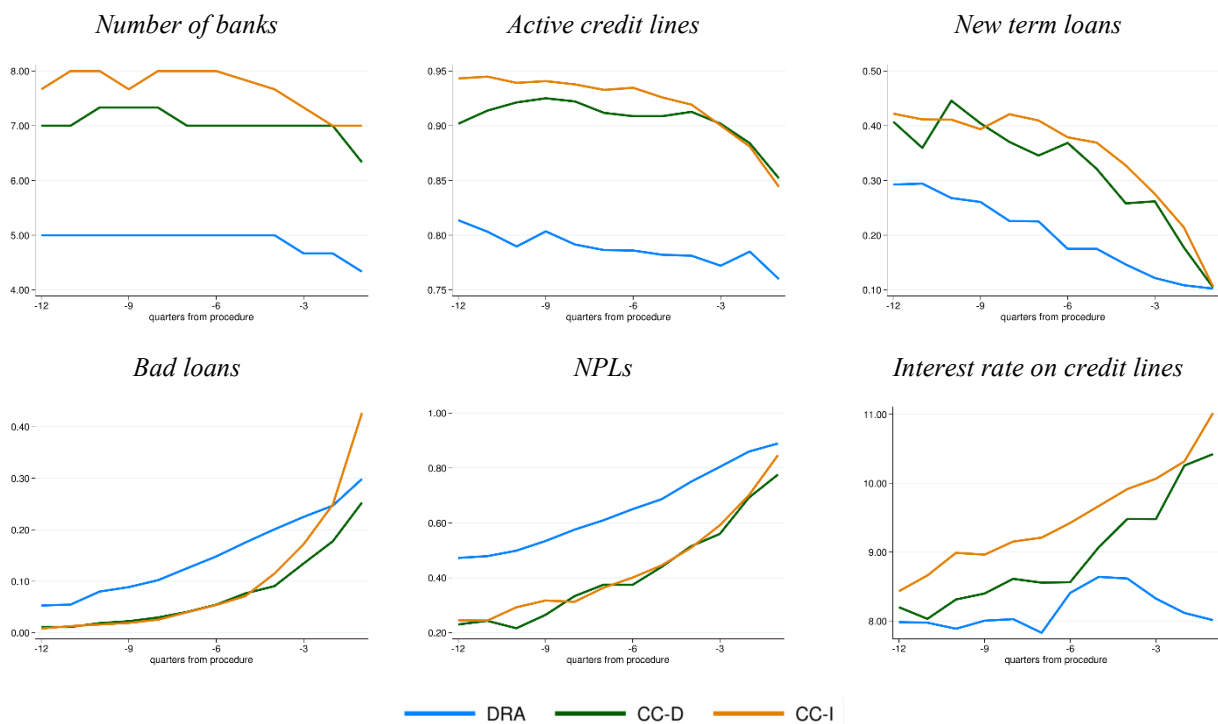 Number of banks
Active credit lines
New term loans
8.00
7.00
6.00
5.00
4.00
-12 -9 -6 -3
quarters from procedure
0.95
0.90
0.85
0.80
0.75
-12 -9 -6 -3
quarters from procedure
0.50
0.40
0.30
0.20
0.10
-12 -9 -6 -3
quarters from procedure
Bad loans
NPLs
Interest rate on credit lines
0.40
0.30
0.20
0.10
0.00
-12 -9 -6 -3
quarters from procedure
1.00
0.80
0.60
0.40
0.20
-12 -9 -6 -3
quarters from procedure
11.00
10.00
9.00
8.00
-12 -9 -6 -3
quarters from procedure
DRA CC-D CC-I